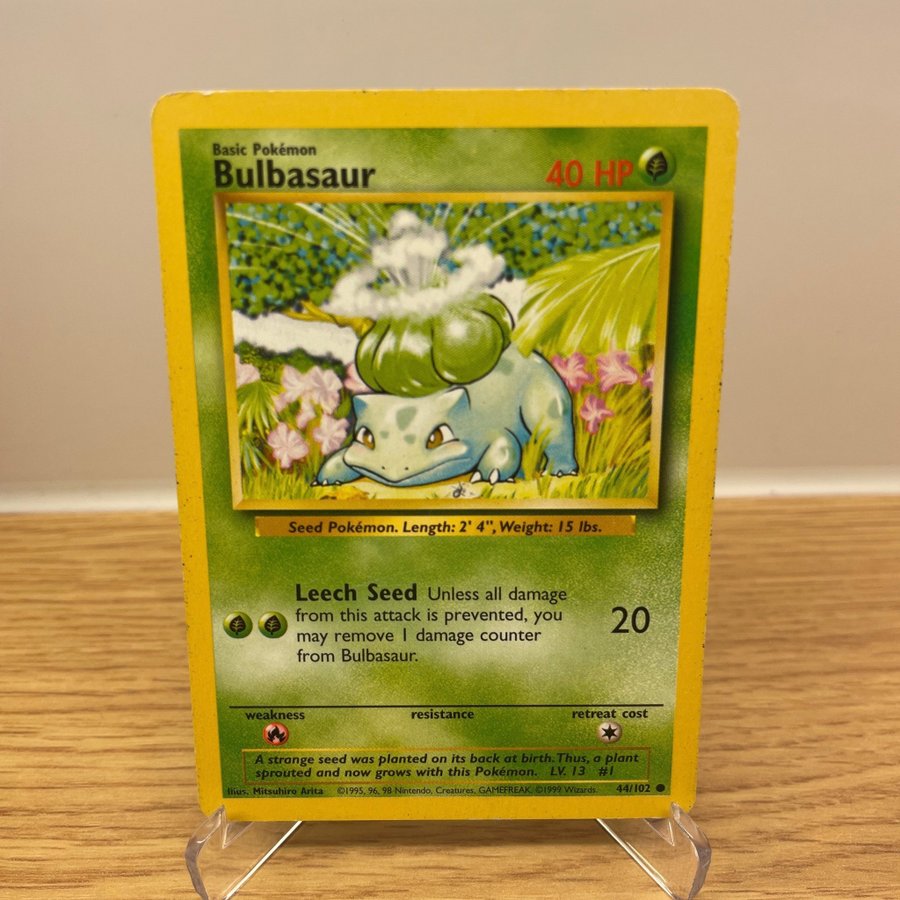 Basic Pokémon
Bulbasaur 40 HP
Seed Pokémon. Length: 2' 4", Weight: 15 lbs.
Leech Seed Unless all damage
from this attack is prevented, you
may remove 1 damage counter
from Bulbasaur.
20
weakness resistance retreat cost
A strange seed was planted on its back at birth. Thus, a plant
sprouted and now grows with this Pokémon. LV. 13 #1
Illus. Mitsuhiro Arita ©1995, 96, 98 Nintendo, Creatures, GAMEFREAK. ©1999 Wizards. 44/102